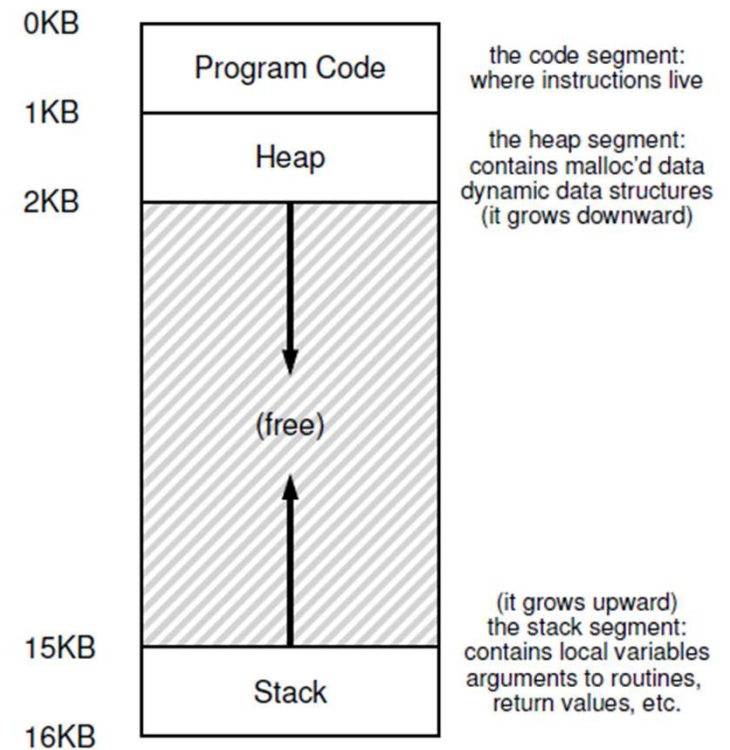 0KB
Program Code
the code segment:
where instructions live
1KB
Heap
the heap segment:
contains malloc'd data
dynamic data structures
(it grows downward)
2KB
(free)
(it grows upward)
the stack segment:
contains local variables
arguments to routines,
return values, etc.
15KB
Stack
16KB